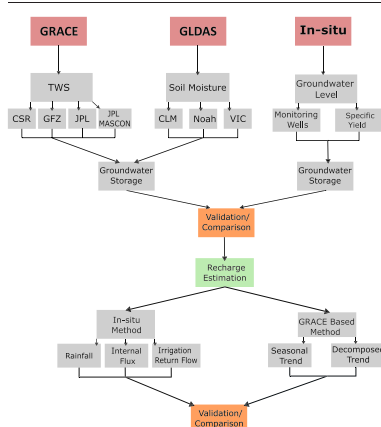 GRACE GLDAS In-situ
TWS Soil Moisture Groundwater
Level
CSR GFZ JPL JPL
MASCON CLM Noah VIC Monitoring
Wells Specific
Yield
Groundwater
Storage Groundwater
Storage
Validation/
Comparison
Recharge
Estimation
In-situ
Method GRACE Based
Method
Rainfall Internal
Flux Irrigation
Return Flow Seasonal
Trend Decomposed
Trend
Validation/
Comparison